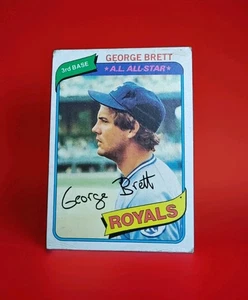 GEORGE BRETT
3rd BASE
★ A.L. ALL-STAR ★
George Brett
ROYALS